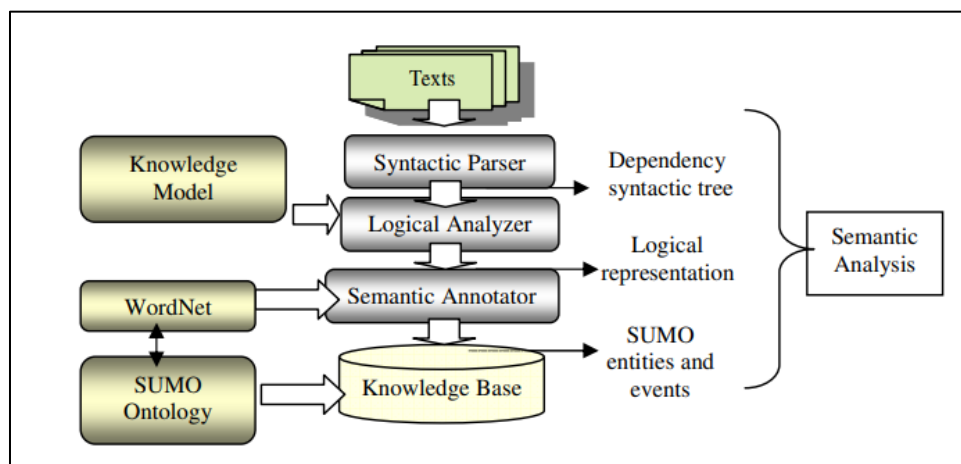 Texts
Knowledge
Model
Syntactic Parser
Dependency
syntactic tree
Logical Analyzer
Logical
representation
Semantic
Analysis
WordNet
Semantic Annotator
SUMO
entities and
events
SUMO
Ontology
Knowledge Base